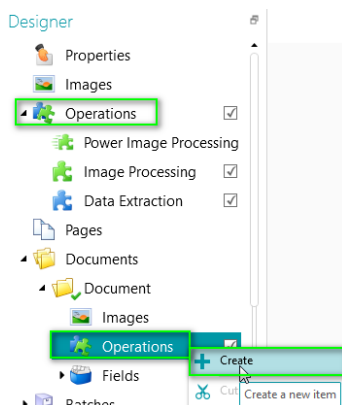 Designer
Properties
Images
Operations
Power Image Processing
Image Processing
Data Extraction
Pages
Documents
Document
Images
Operations
Create
Fields
Cut
Create a new item
Batches